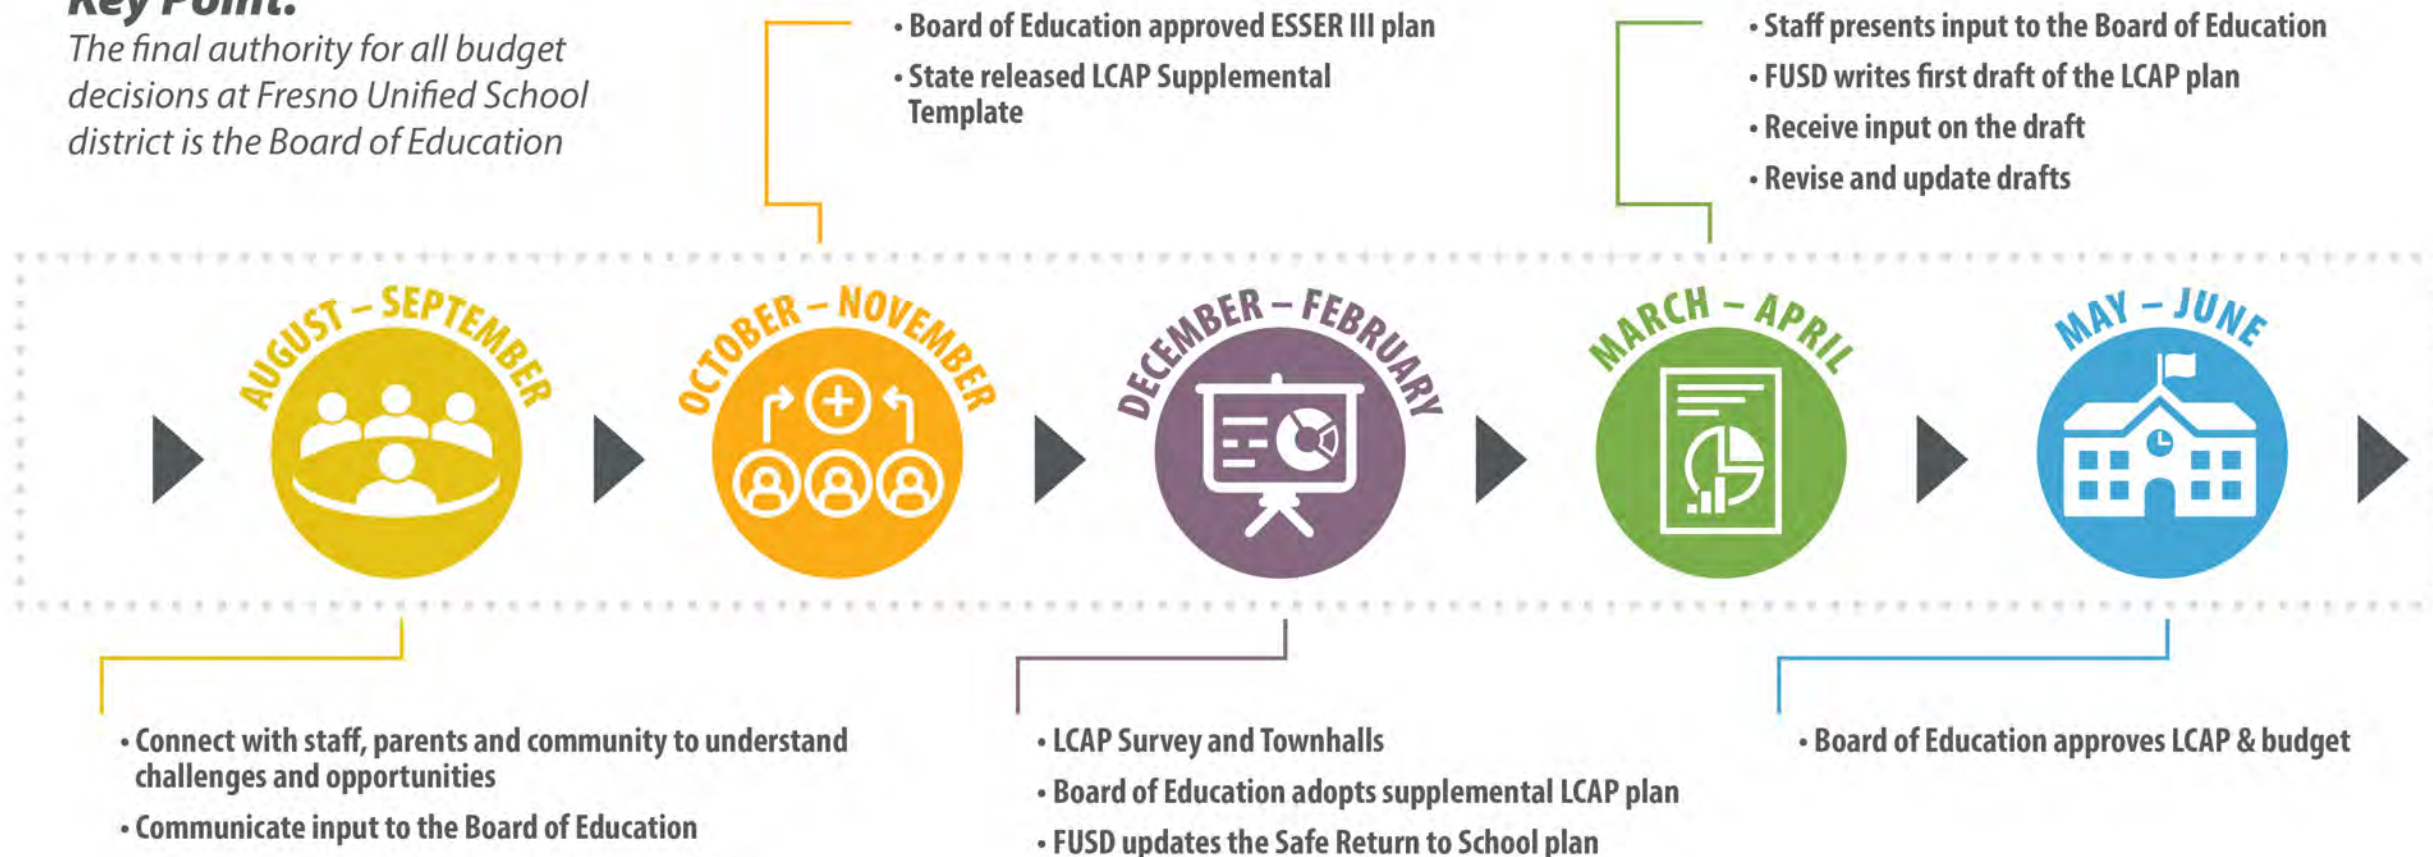 Key Point:
The final authority for all budget
decisions at Fresno Unified School
district is the Board of Education
• Board of Education approved ESSER III plan
• State released LCAP Supplemental
Template
• Staff presents input to the Board of Education
• FUSD writes first draft of the LCAP plan
• Receive input on the draft
• Revise and update drafts
AUGUST – SEPTEMBER
OCTOBER – NOVEMBER
DECEMBER – FEBRUARY
MARCH – APRIL
MAY – JUNE
• Connect with staff, parents and community to understand
challenges and opportunities
• Communicate input to the Board of Education
• LCAP Survey and Townhalls
• Board of Education adopts supplemental LCAP plan
• FUSD updates the Safe Return to School plan
• Board of Education approves LCAP & budget